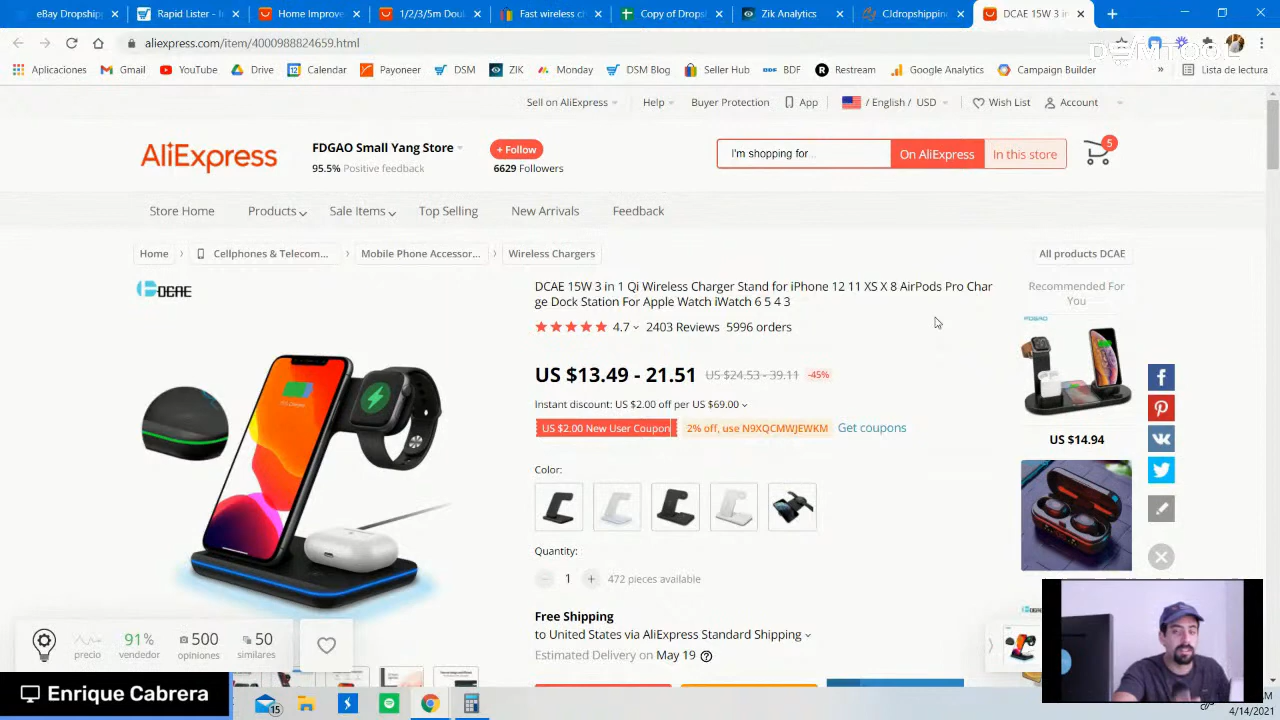 eBay Dropshi
Rapid Lister - In
Home Improve
1/2/3/5m Dou
Fast wireless c
Copy of Drops
Zik Analytics
CJdropshipping
DCAE 15W 3 in
aliexpress.com/item/4000988824659.html
Aplicaciones
Gmail
YouTube
Drive
Calendar
Payoneer
DSM
ZIK
Monday
DSM Blog
Seller Hub
BDF
Restream
Google Analytics
Campaign Builder
»
Lista de lectura
Sell on AliExpress
Help
Buyer Protection
App
/ English / USD
Wish List
Account
AliExpress
FDGAO Small Yang Store
95.5% Positive feedback
+ Follow
6629 Followers
I'm shopping for...
On AliExpress
In this store
5
Store Home
Products
Sale Items
Top Selling
New Arrivals
Feedback
Home
Cellphones & Telecom...
Mobile Phone Accessor...
Wireless Chargers
All products DCAE
DCAE
DCAE 15W 3 in 1 Qi Wireless Charger Stand for iPhone 12 11 XS X 8 AirPods Pro Char
ge Dock Station For Apple Watch iWatch 6 5 4 3
Recommended For
You
4.7 2403 Reviews 5996 orders
US $13.49 - 21.51 US $24.53 - 39.11 -45%
Instant discount: US $2.00 off per US $69.00
US $2.00 New User Coupon
2% off, use N9XQCMWJEWKM
Get coupons
US $14.94
Color:
Quantity:
1
472 pieces available
Free Shipping
to United States via AliExpress Standard Shipping
Estimated Delivery on May 19
precio
91%
vendedor
500
opiniones
50
similares
Enrique Cabrera
15
4/14/2021